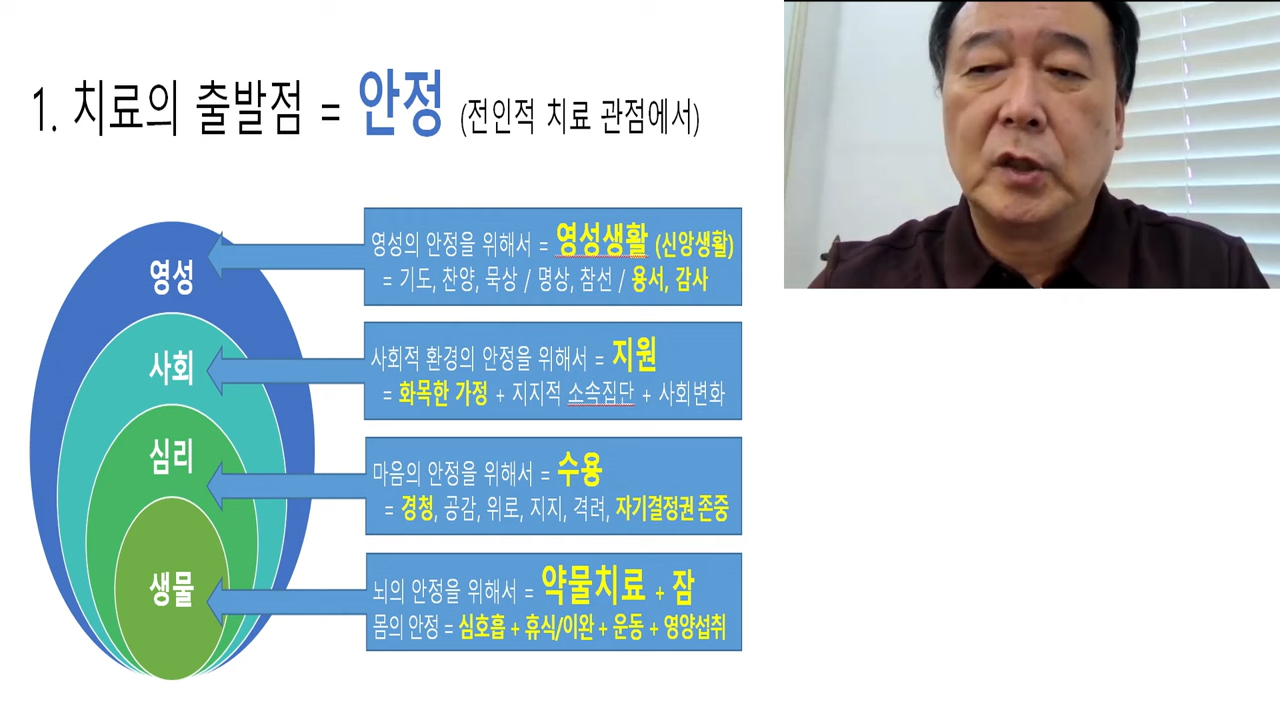 1. 치료의 출발점 = 안정 (전인적 치료 관점에서)
영성
영성의 안정을 위해서 = 영성생활 (신앙생활)
= 기도, 찬양, 묵상 / 명상, 참선 / 용서, 감사
사회
사회적 환경의 안정을 위해서 = 지원
= 화목한 가정 + 지지적 소속집단 + 사회변화
심리
마음의 안정을 위해서 = 수용
= 경청, 공감, 위로, 지지, 격려, 자기결정권 존중
생물
뇌의 안정을 위해서 = 약물치료 + 잠
몸의 안정 = 심호흡 + 휴식/이완 + 운동 + 영양섭취